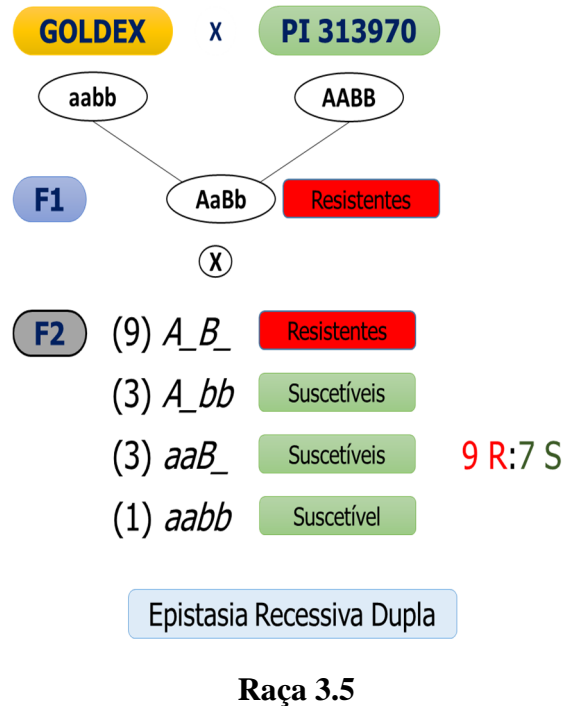 GOLDEX X PI 313970
aabb AABB
F1 AaBb Resistentes
X
F2 (9) A_B_ Resistentes
(3) A_bb Suscetíveis
(3) aaB_ Suscetíveis 9 R:7 S
(1) aabb Suscetível
Epistasia Recessiva Dupla
Raça 3.5